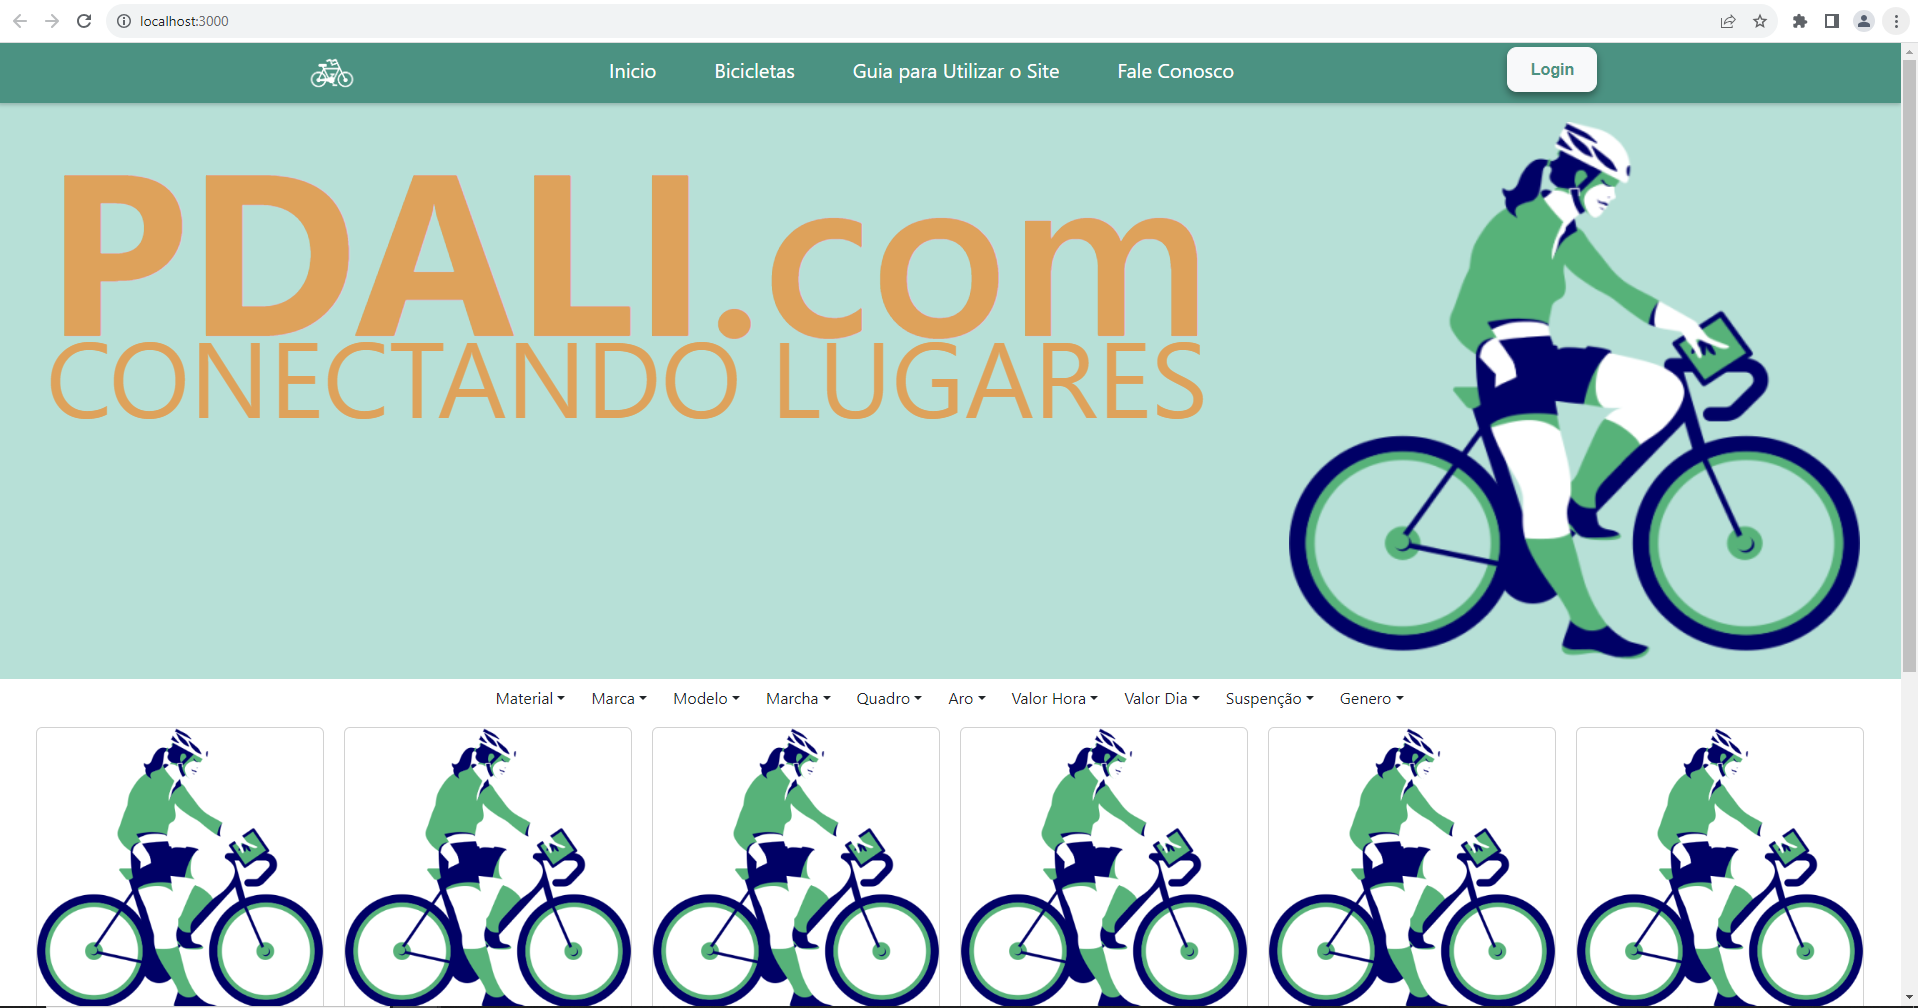 localhost:3000
Inicio Bicicletas Guia para Utilizar o Site Fale Conosco Login
PDALI.com
CONECTANDO LUGARES
Material Marca Modelo Marcha Quadro Aro Valor Hora Valor Dia Suspenção Genero